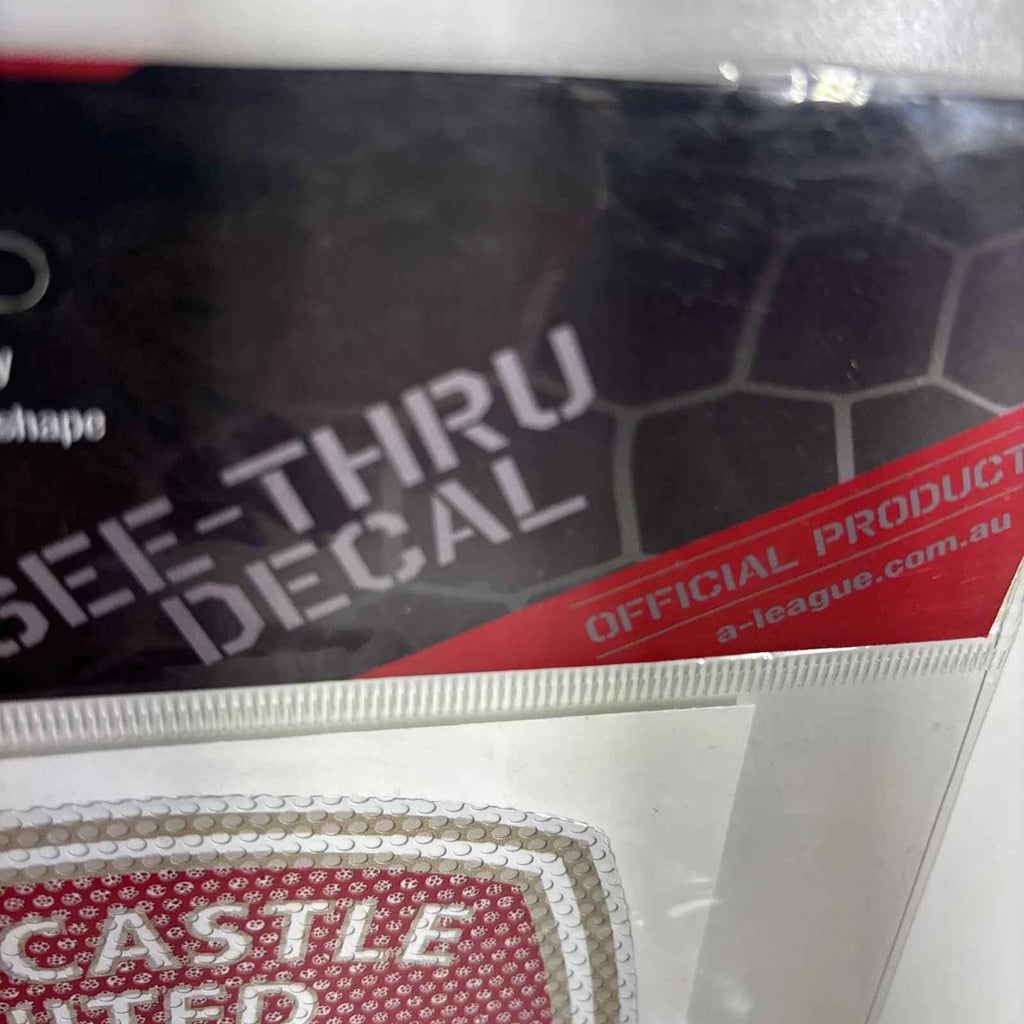 shape
SEE-THRU
DECAL
OFFICIAL PRODUCT
a-league.com.au
CASTLE